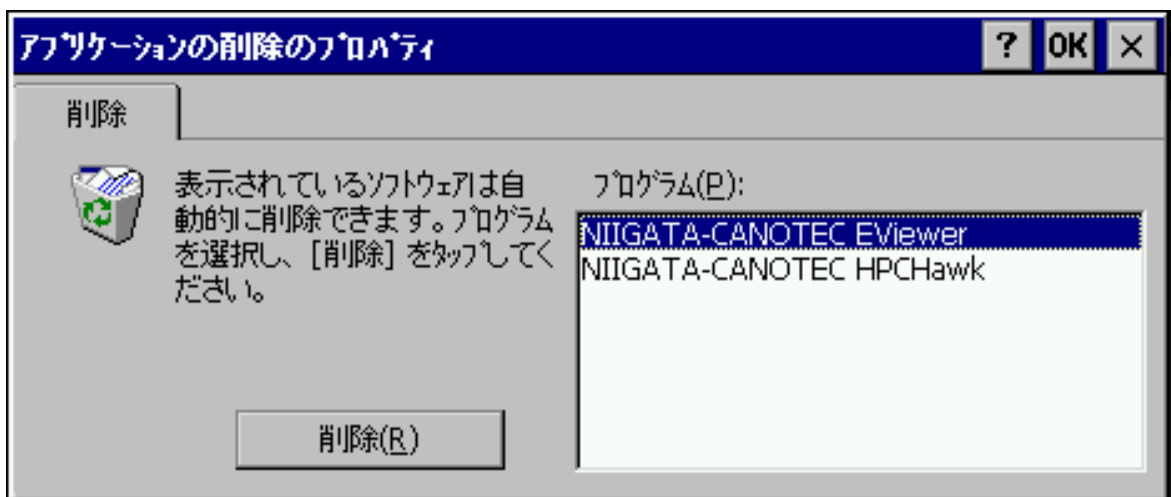 アプリケーションの削除のプロパティ
? OK ×
削除
表示されているソフトウェアは自
動的に削除できます。プログラム
を選択し、[削除] をタップしてく
ださい。
削除(R)
プログラム(P):
NIIGATA-CANOTEC EViewer
NIIGATA-CANOTEC HPCHawk